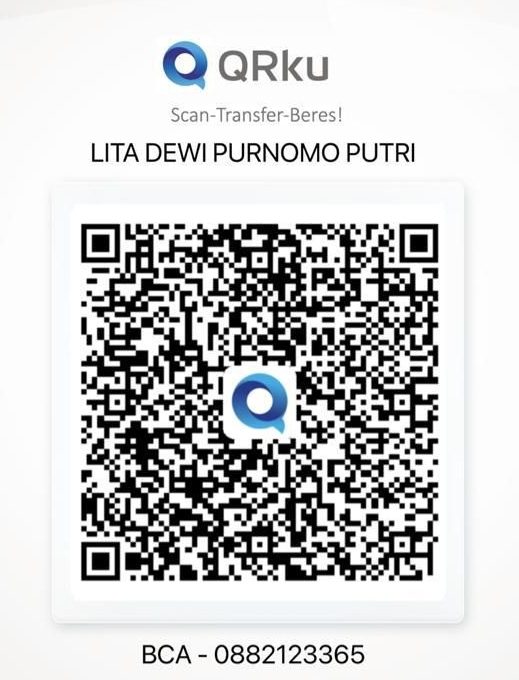 QRku
Scan-Transfer-Beres!
LITA DEWI PURNOMO PUTRI
BCA - 0882123365